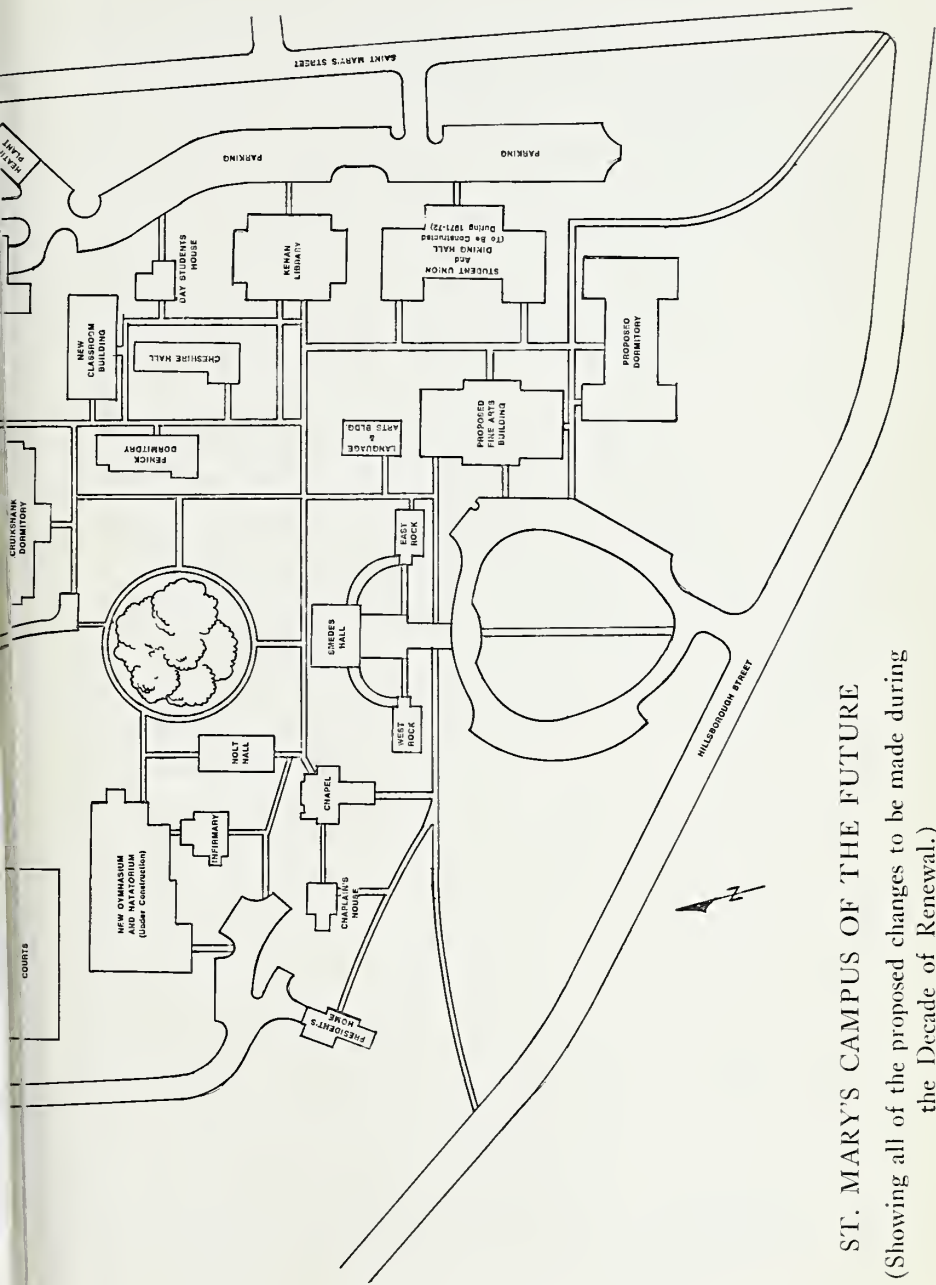 SAINT MARY'S STREET
PLANT
PARKING
PARKING
DAY STUDENTS
HOUSE
KENAN
LIBRARY
STUDENT UNION
And
DINING HALL
(To Be Constructed
During 1971-72)
NEW
CLASSROOM
BUILDING
CHESHIRE HALL
PROPOSED
DORMITORY
PROPOSED
FINE ARTS
BUILDING
LANGUAGE
&
ARTS BLDG.
PENICK
DORMITORY
CRUIKSHANK
DORMITORY
EAST
ROCK
SMEDES
HALL
WEST
ROCK
HOLT
HALL
CHAPEL
INFIRMARY
NEW GYMNASIUM
AND NATATORIUM
(Under Construction)
CHAPLAIN'S
HOUSE
COURTS
PRESIDENT'S
HOME
HILLSBOROUGH STREET
N
ST. MARY'S CAMPUS OF THE FUTURE
(Showing all of the proposed changes to be made during
the Decade of Renewal.)